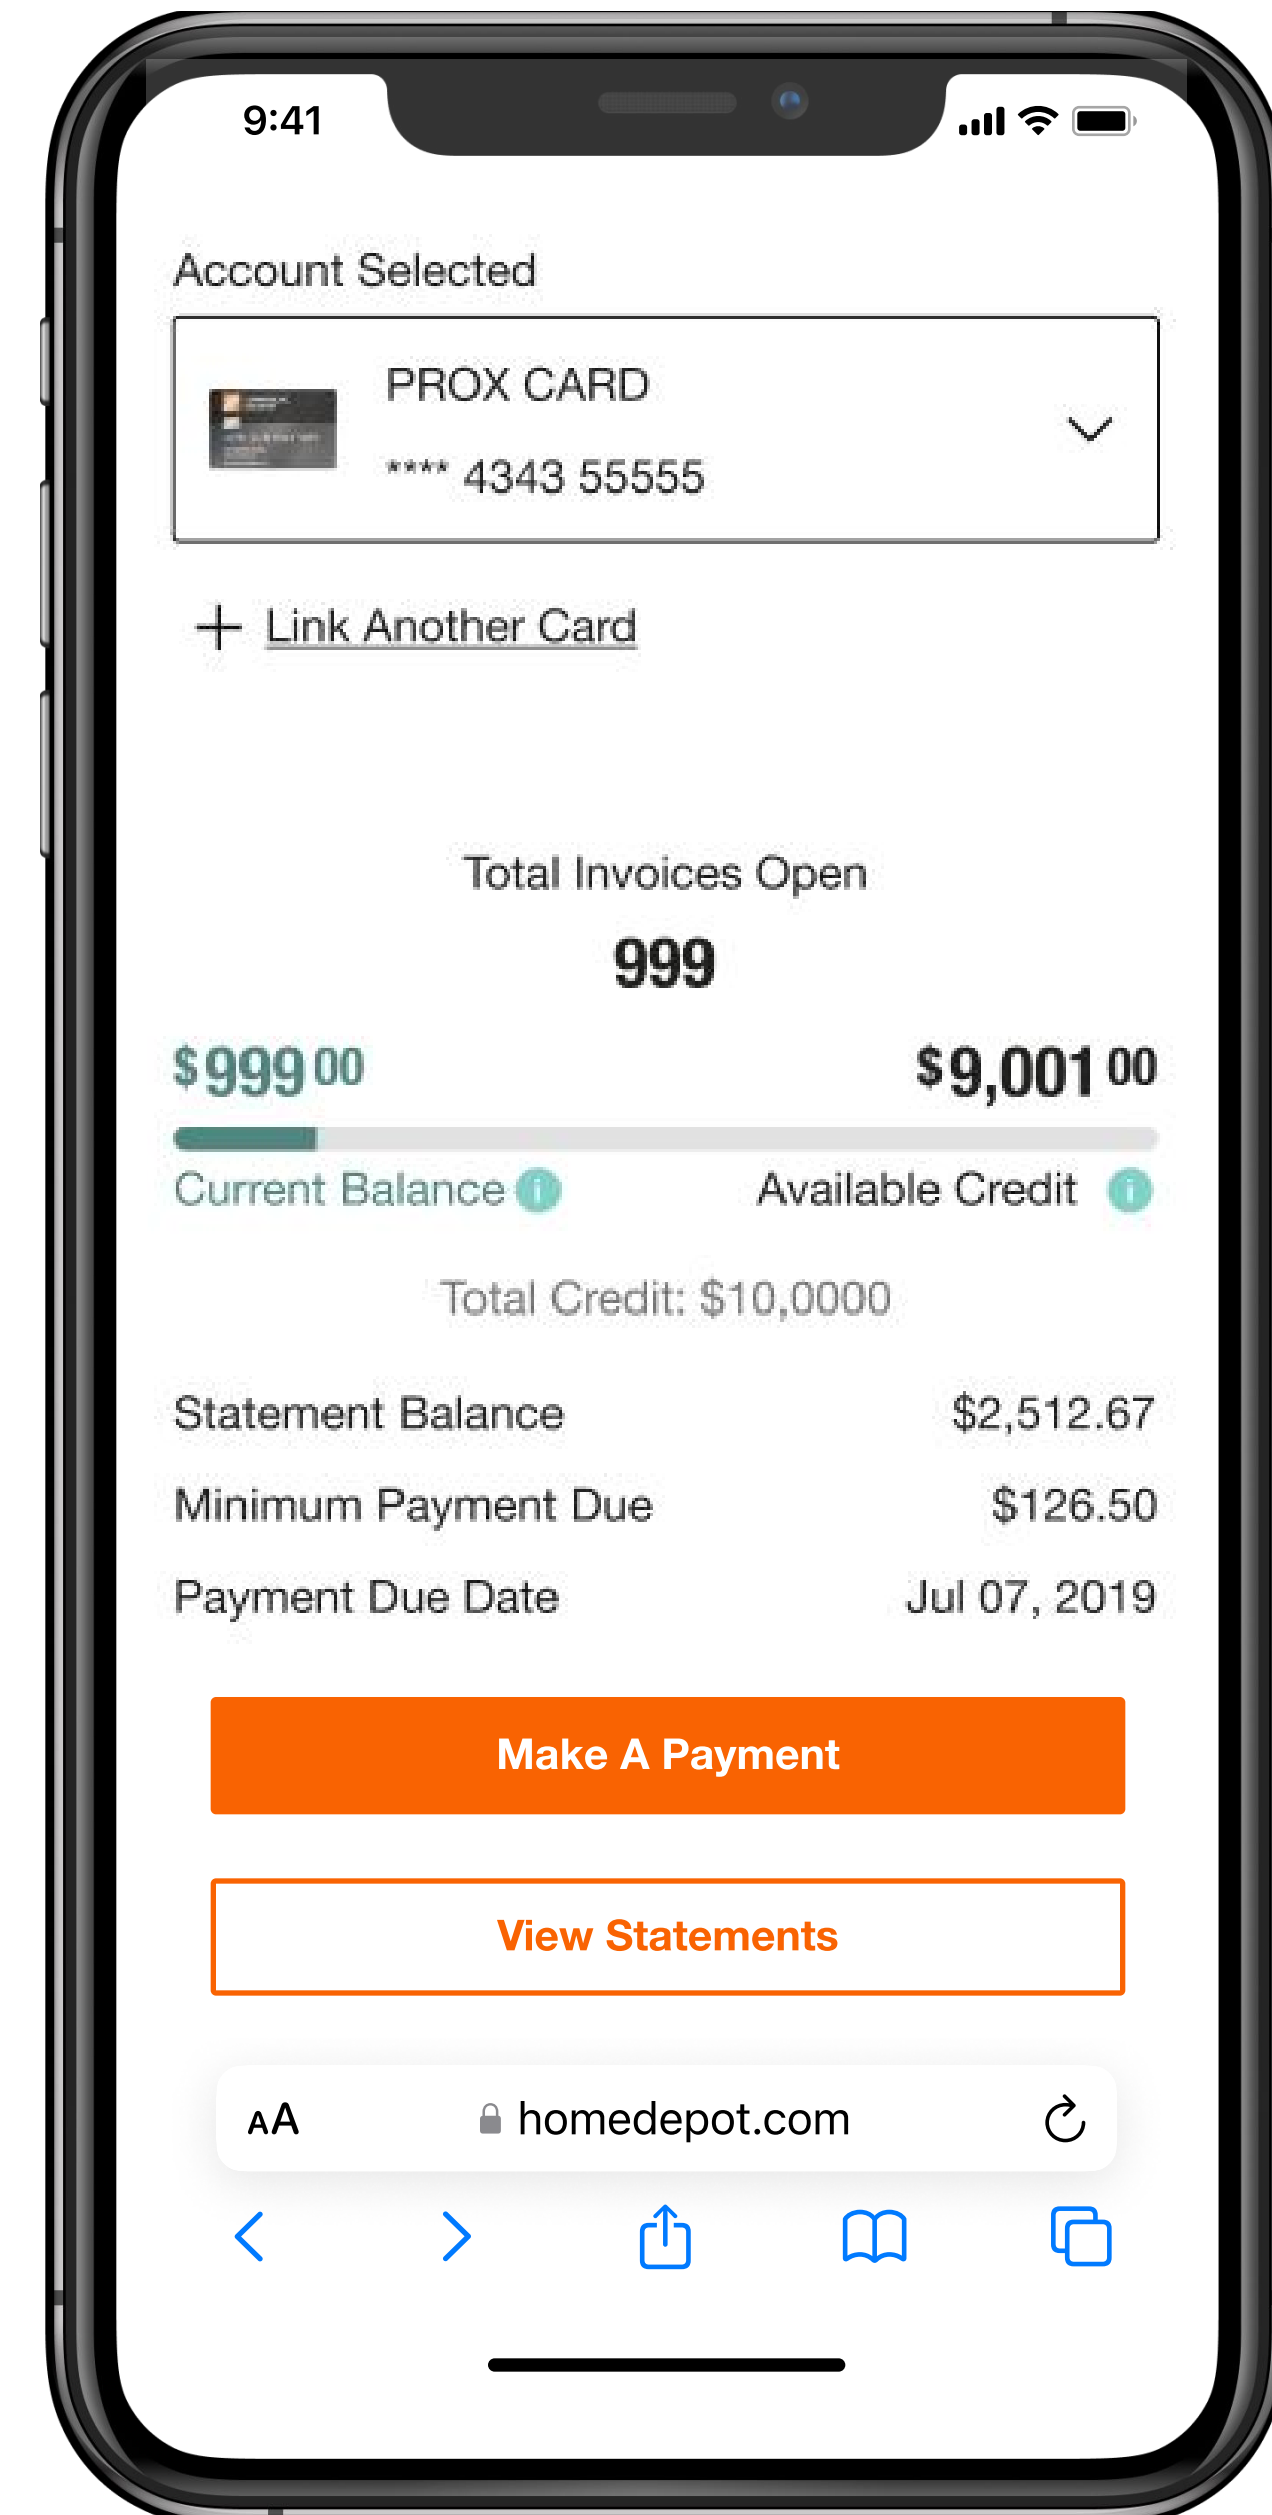 9:41
Account Selected
PROX CARD
**** 4343 55555
+ Link Another Card
Total Invoices Open
999
$999 00 $9,001 00
Current Balance i Available Credit i
Total Credit: $10,0000
Statement Balance $2,512.67
Minimum Payment Due $126.50
Payment Due Date Jul 07, 2019
Make A Payment
View Statements
AA homedepot.com